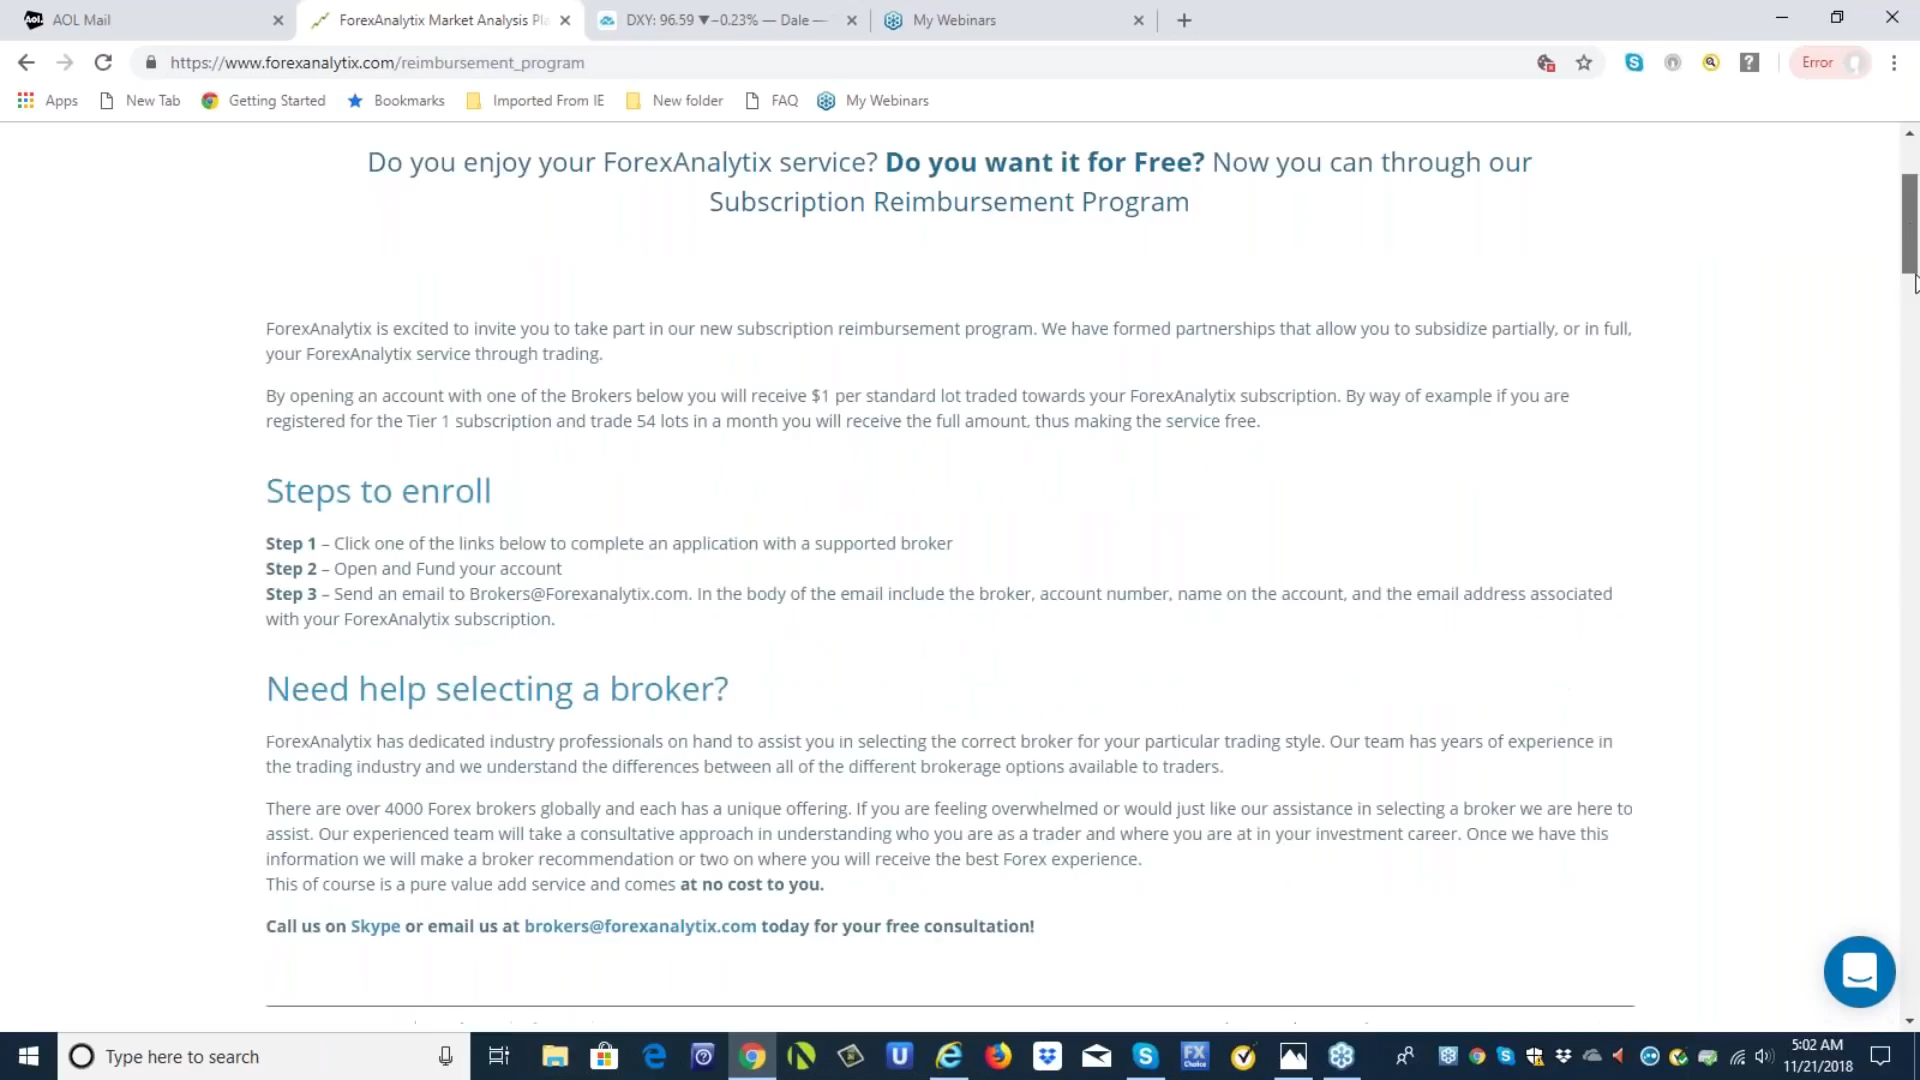 AOL Mail
ForexAnalytix Market Analysis Pla
DXY: 96.59 ▼−0.23% — Dale —
My Webinars
https://www.forexanalytix.com/reimbursement_program
Error
Apps
New Tab
Getting Started
Bookmarks
Imported From IE
New folder
FAQ
My Webinars
Do you enjoy your ForexAnalytix service? Do you want it for Free? Now you can through our
Subscription Reimbursement Program
ForexAnalytix is excited to invite you to take part in our new subscription reimbursement program. We have formed partnerships that allow you to subsidize partially, or in full,
your ForexAnalytix service through trading.
By opening an account with one of the Brokers below you will receive $1 per standard lot traded towards your ForexAnalytix subscription. By way of example if you are
registered for the Tier 1 subscription and trade 54 lots in a month you will receive the full amount, thus making the service free.
Steps to enroll
Step 1 – Click one of the links below to complete an application with a supported broker
Step 2 – Open and Fund your account
Step 3 – Send an email to Brokers@Forexanalytix.com. In the body of the email include the broker, account number, name on the account, and the email address associated
with your ForexAnalytix subscription.
Need help selecting a broker?
ForexAnalytix has dedicated industry professionals on hand to assist you in selecting the correct broker for your particular trading style. Our team has years of experience in
the trading industry and we understand the differences between all of the different brokerage options available to traders.
There are over 4000 Forex brokers globally and each has a unique offering. If you are feeling overwhelmed or would just like our assistance in selecting a broker we are here to
assist. Our experienced team will take a consultative approach in understanding who you are as a trader and where you are at in your investment career. Once we have this
information we will make a broker recommendation or two on where you will receive the best Forex experience.
This of course is a pure value add service and comes at no cost to you.
Call us on Skype or email us at brokers@forexanalytix.com today for your free consultation!
Type here to search
FX
Choice
5:02 AM
11/21/2018